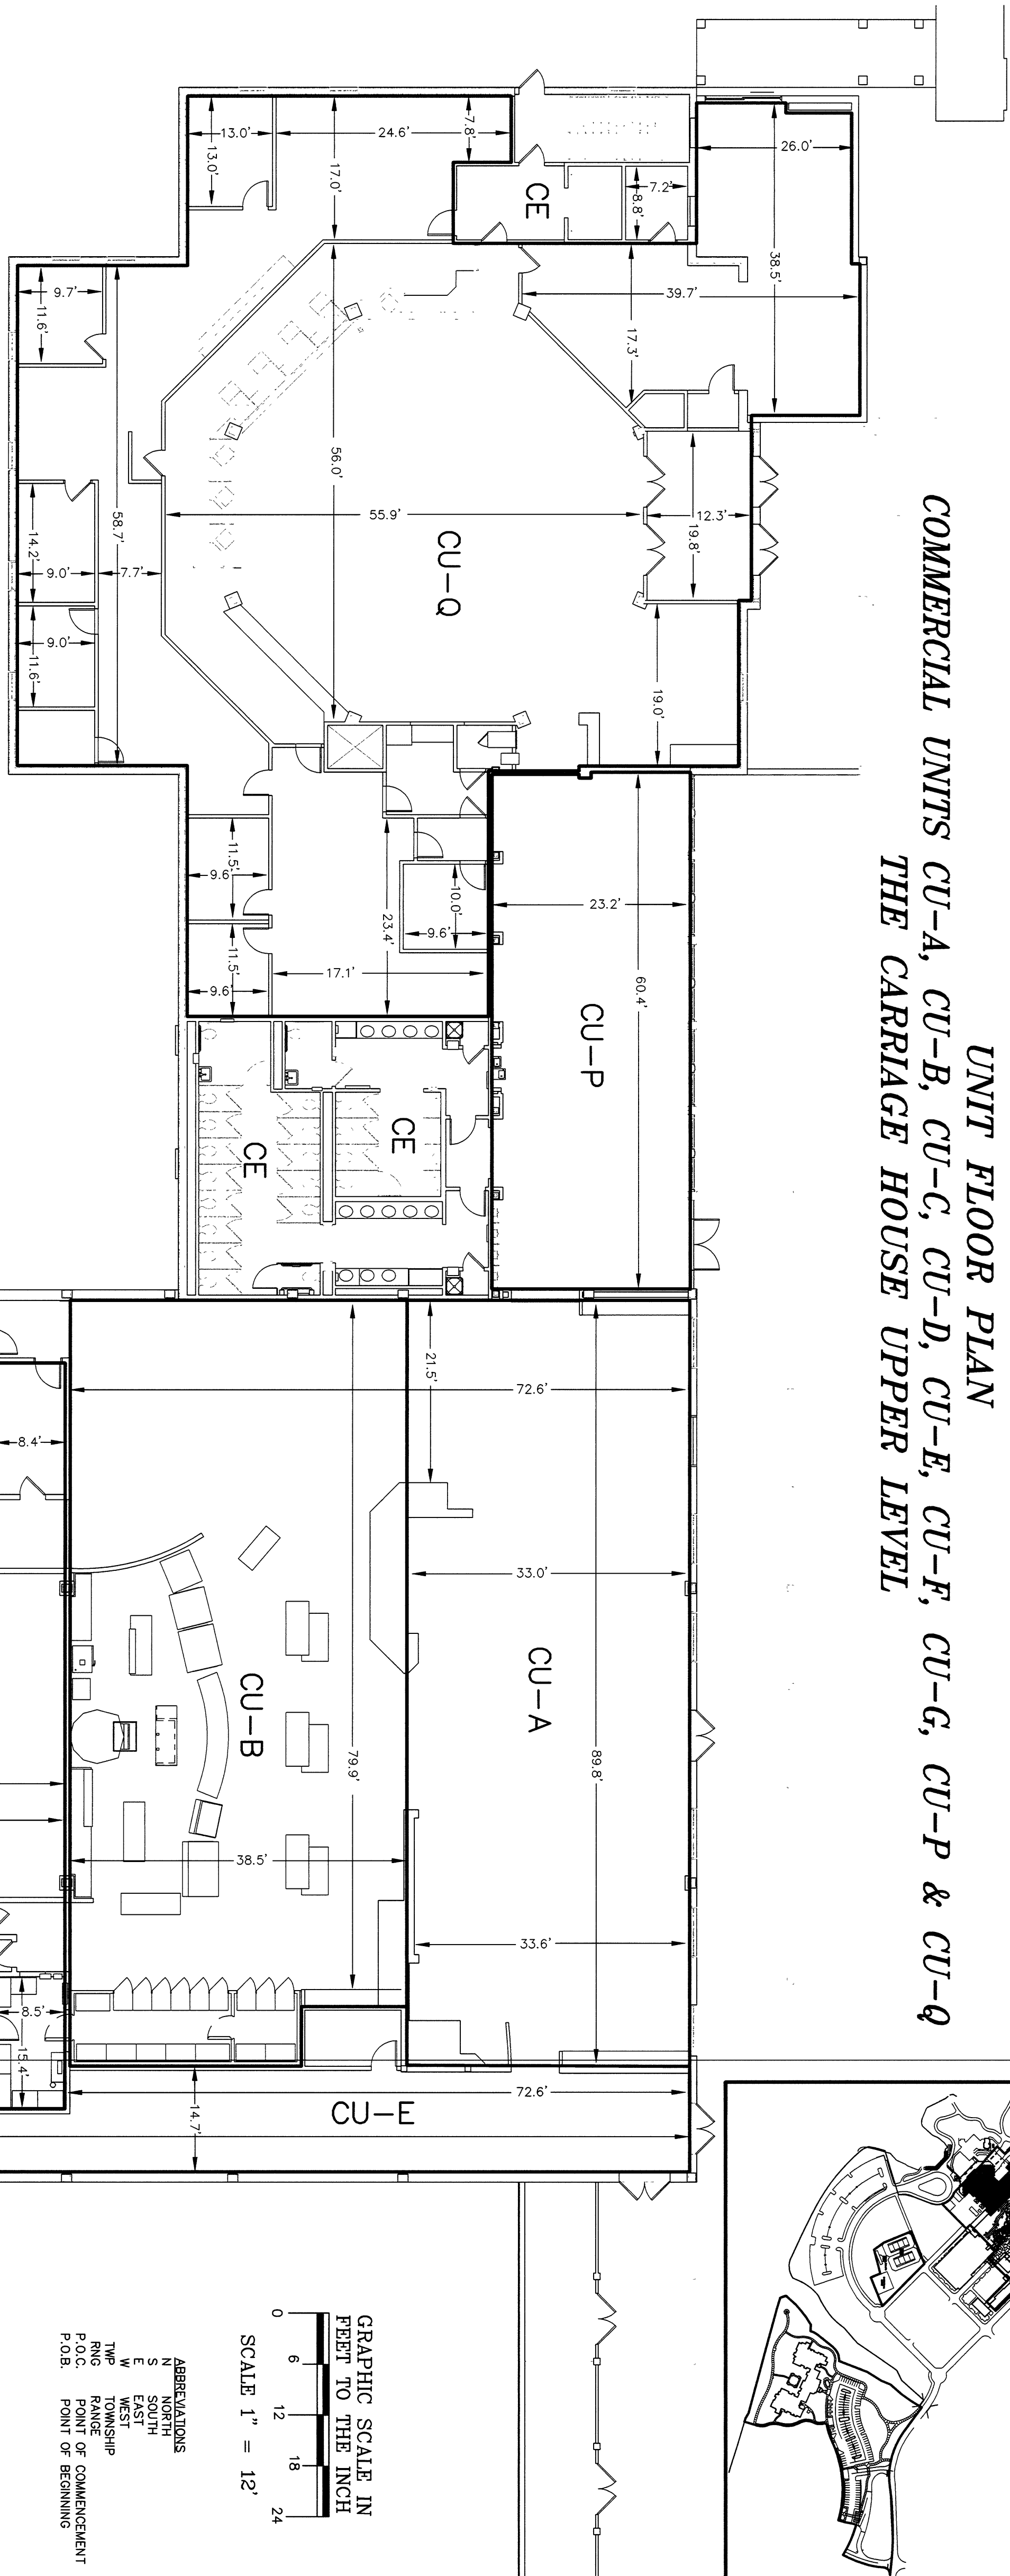 UNIT FLOOR PLAN
COMMERCIAL UNITS CU-A, CU-B, CU-C, CU-D, CU-E, CU-F, CU-G, CU-P & CU-Q
THE CARRIAGE HOUSE UPPER LEVEL
26.0'
38.5'
39.7'
7.2'
8.8'
CE
17.3'
7.8'
24.6'
13.0'
13.0'
17.0'
9.7'
11.6'
56.0'
55.9'
12.3'
19.8'
CU-Q
58.7'
14.2'
9.0'
7.7'
9.0'
11.6'
19.0'
60.4'
23.2'
CU-P
11.5'
9.6'
10.0'
9.6'
23.4'
17.1'
11.5'
9.6'
CE
CE
21.5'
72.6'
8.4'
33.0'
CU-A
CU-B
79.9'
89.8'
38.5'
33.6'
8.5'
15.4'
72.6'
14.7'
CU-E
GRAPHIC SCALE IN
FEET TO THE INCH
0 6 12 18 24
SCALE 1" = 12'
ABBREVIATIONS
N NORTH
S SOUTH
E EAST
W WEST
TWP TOWNSHIP
RNG RANGE
P.O.C. POINT OF COMMENCEMENT
P.O.B. POINT OF BEGINNING